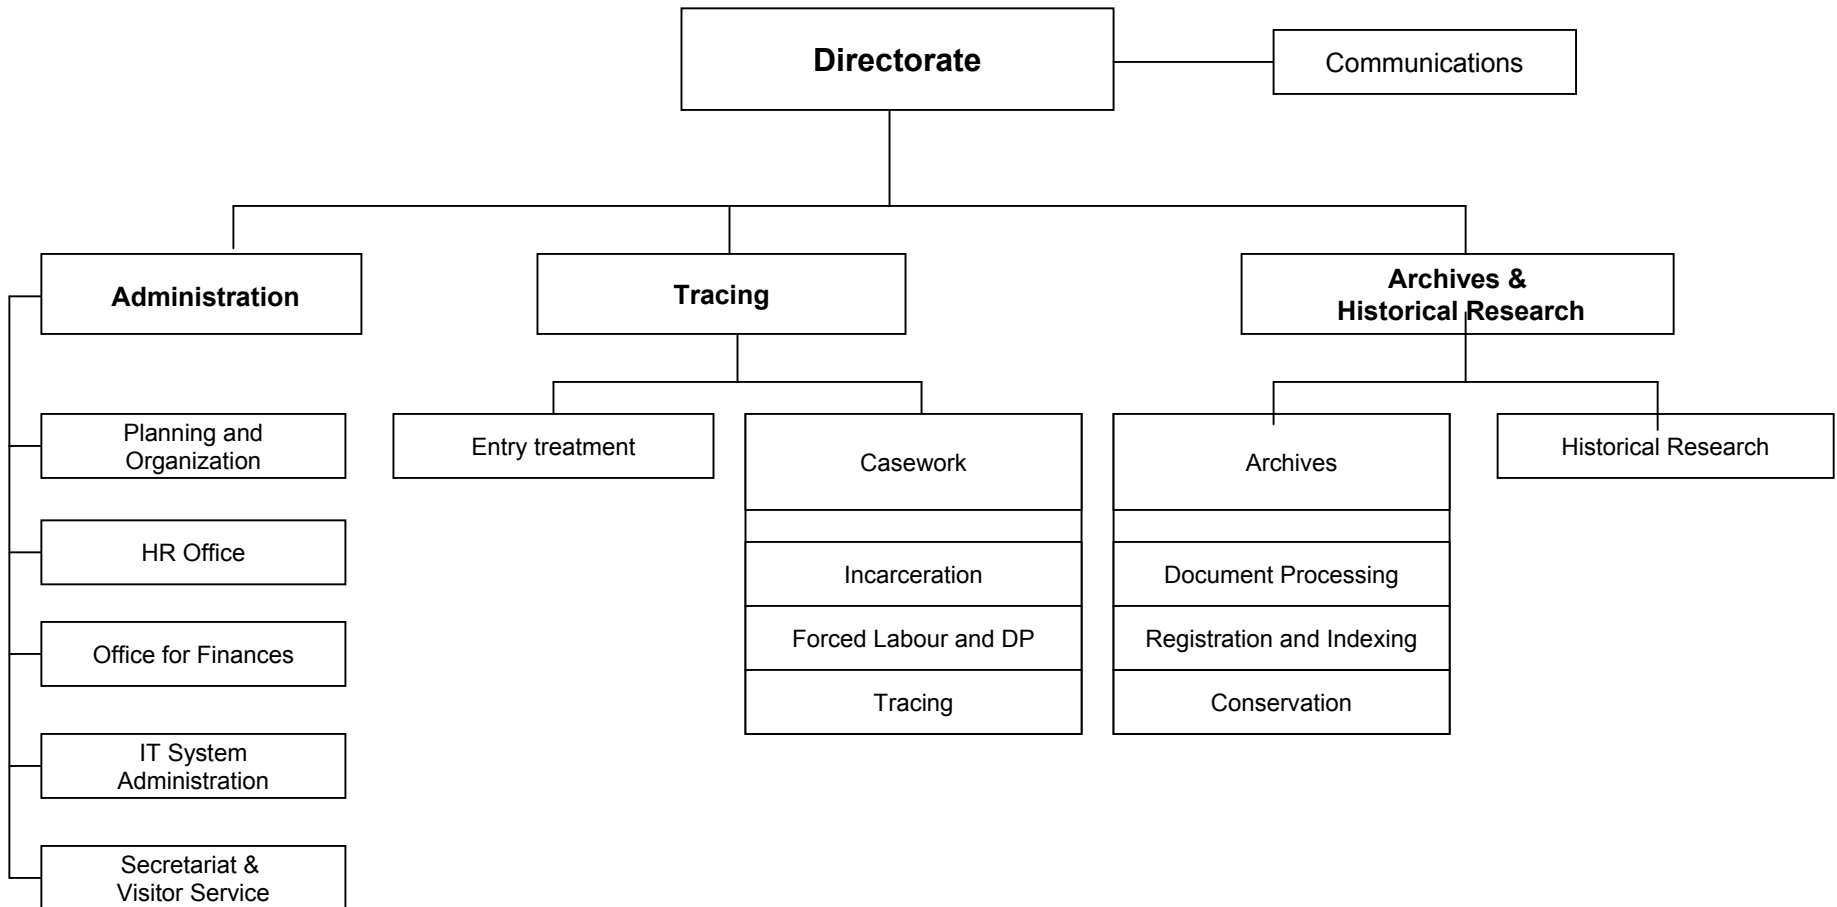 Directorate
Communications
Administration
Tracing
Archives &
Historical Research
Planning and
Organization
HR Office
Office for Finances
IT System
Administration
Secretariat &
Visitor Service
Entry treatment
Casework
Incarceration
Forced Labour and DP
Tracing
Archives
Document Processing
Registration and Indexing
Conservation
Historical Research